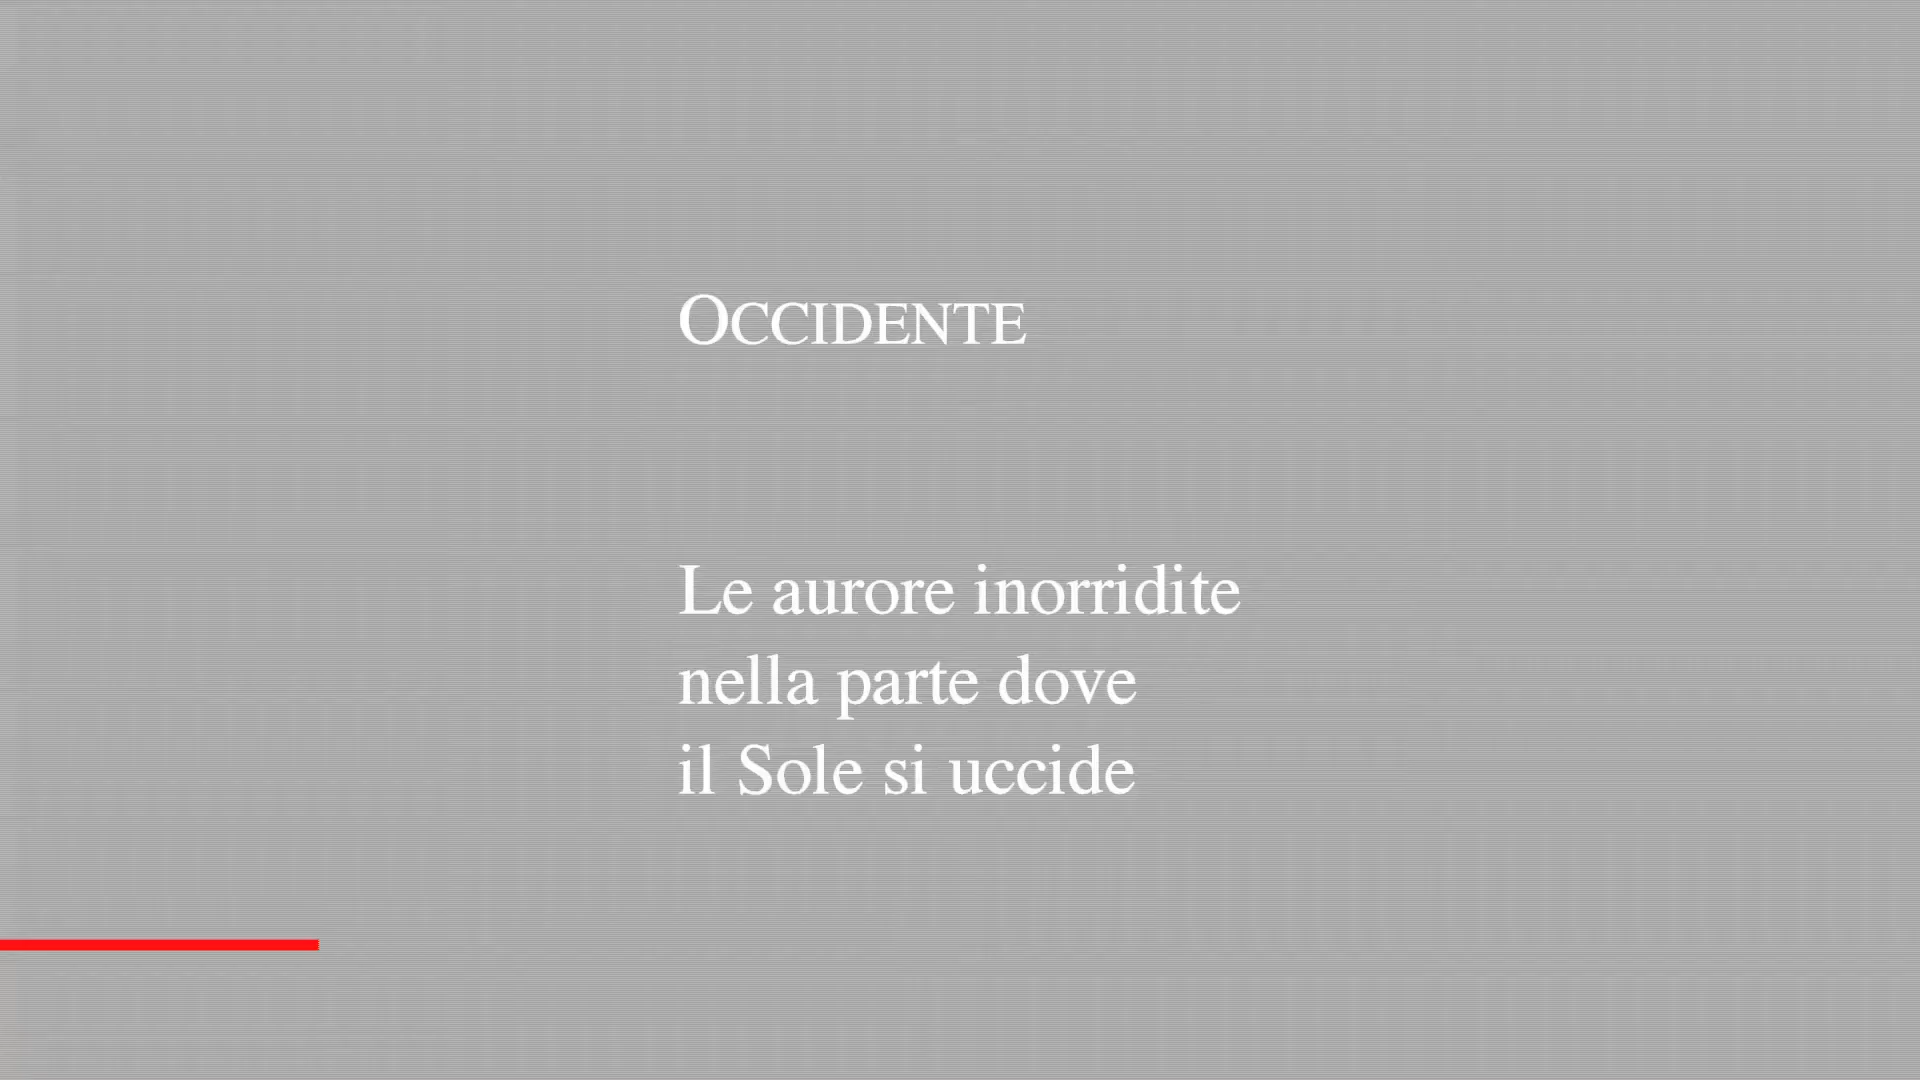 OCCIDENTE
Le aurore inorridite
nella parte dove
il Sole si uccide